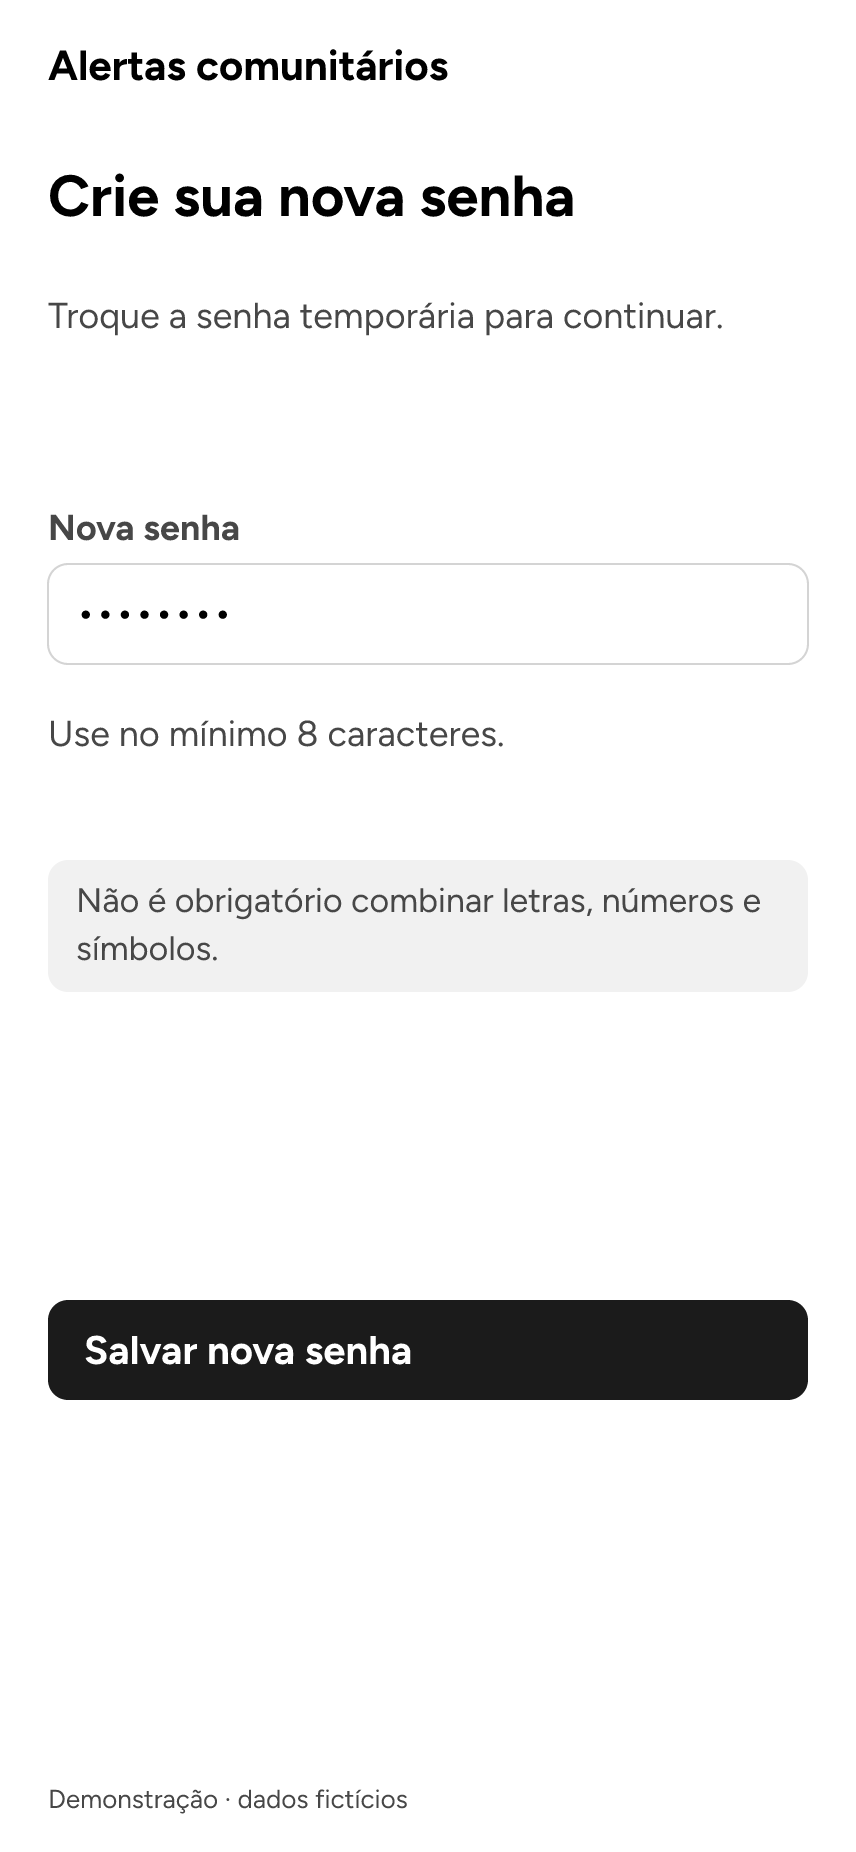 Alertas comunitários
Crie sua nova senha
Troque a senha temporária para continuar.
Nova senha
••••••••
Use no mínimo 8 caracteres.
Não é obrigatório combinar letras, números e
símbolos.
Salvar nova senha
Demonstração · dados fictícios